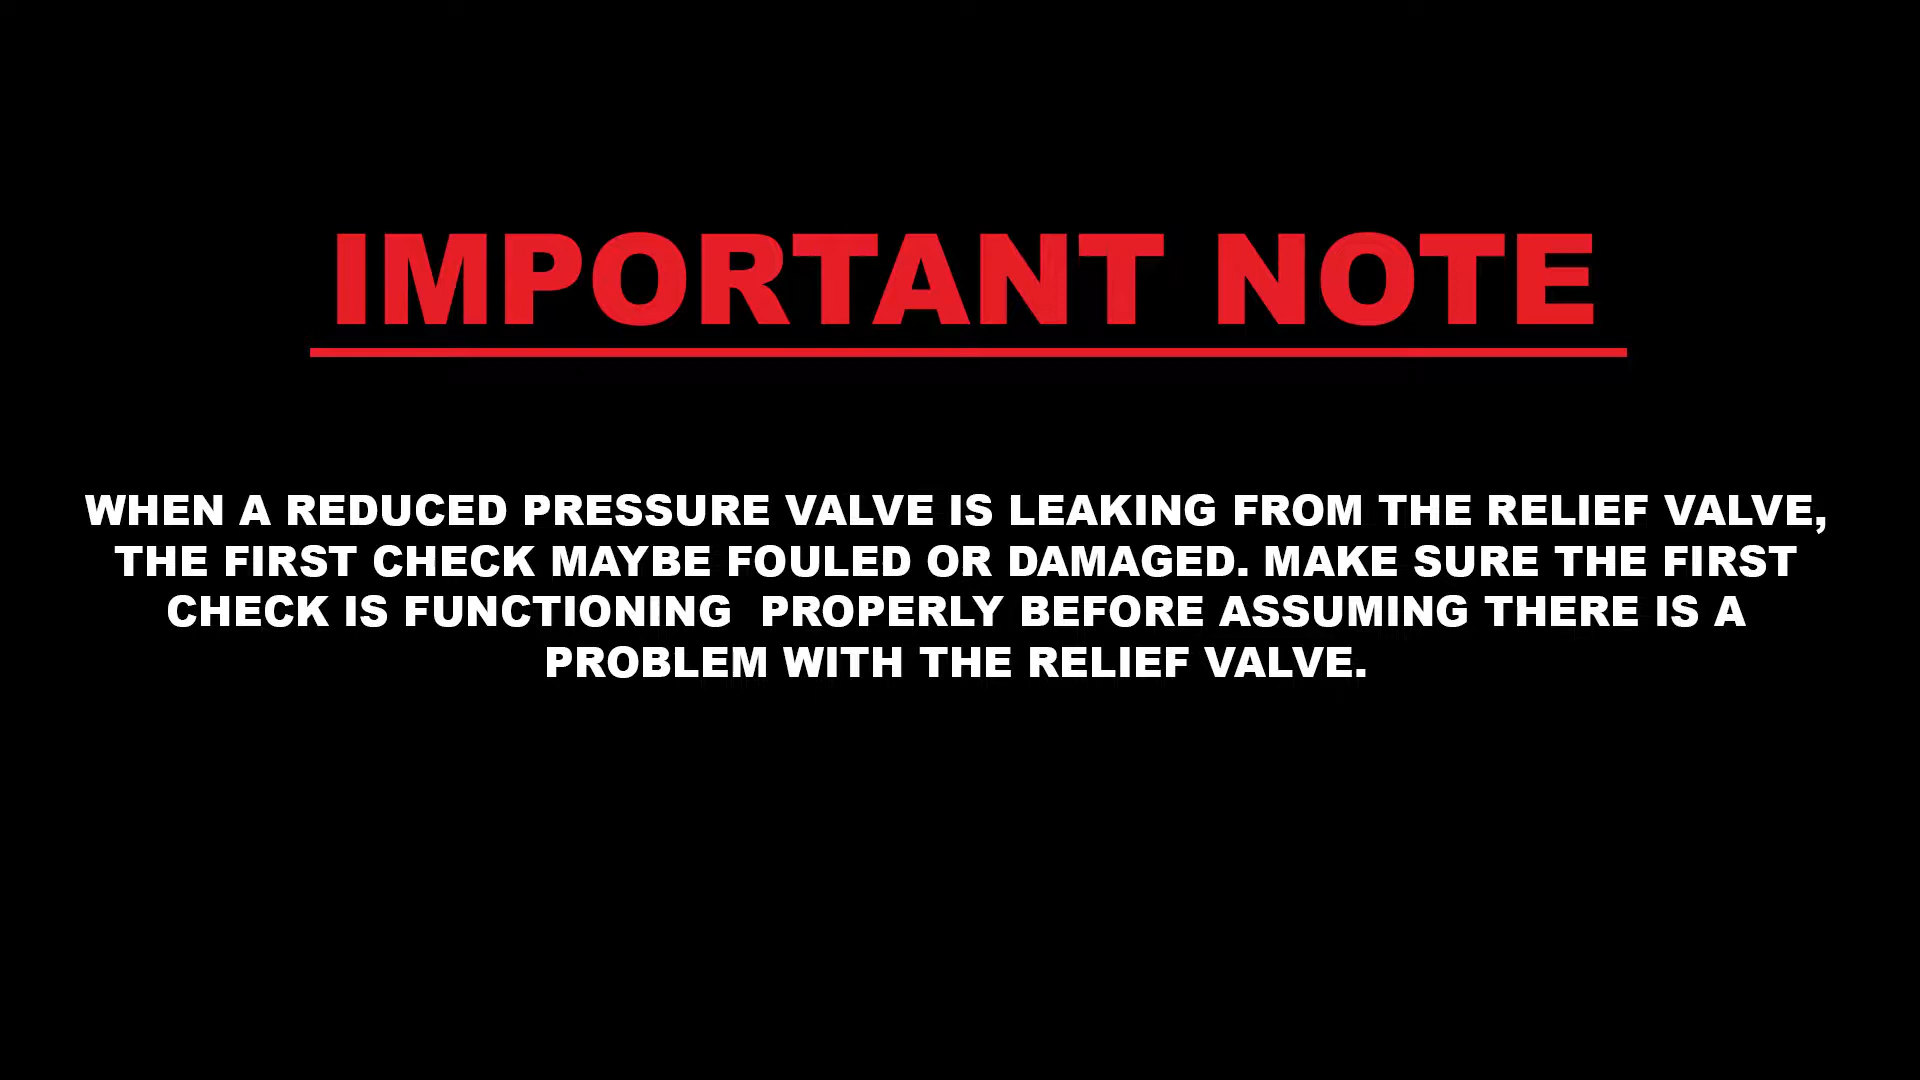 IMPORTANT NOTE
WHEN A REDUCED PRESSURE VALVE IS LEAKING FROM THE RELIEF VALVE,
THE FIRST CHECK MAYBE FOULED OR DAMAGED. MAKE SURE THE FIRST
CHECK IS FUNCTIONING  PROPERLY BEFORE ASSUMING THERE IS A
PROBLEM WITH THE RELIEF VALVE.